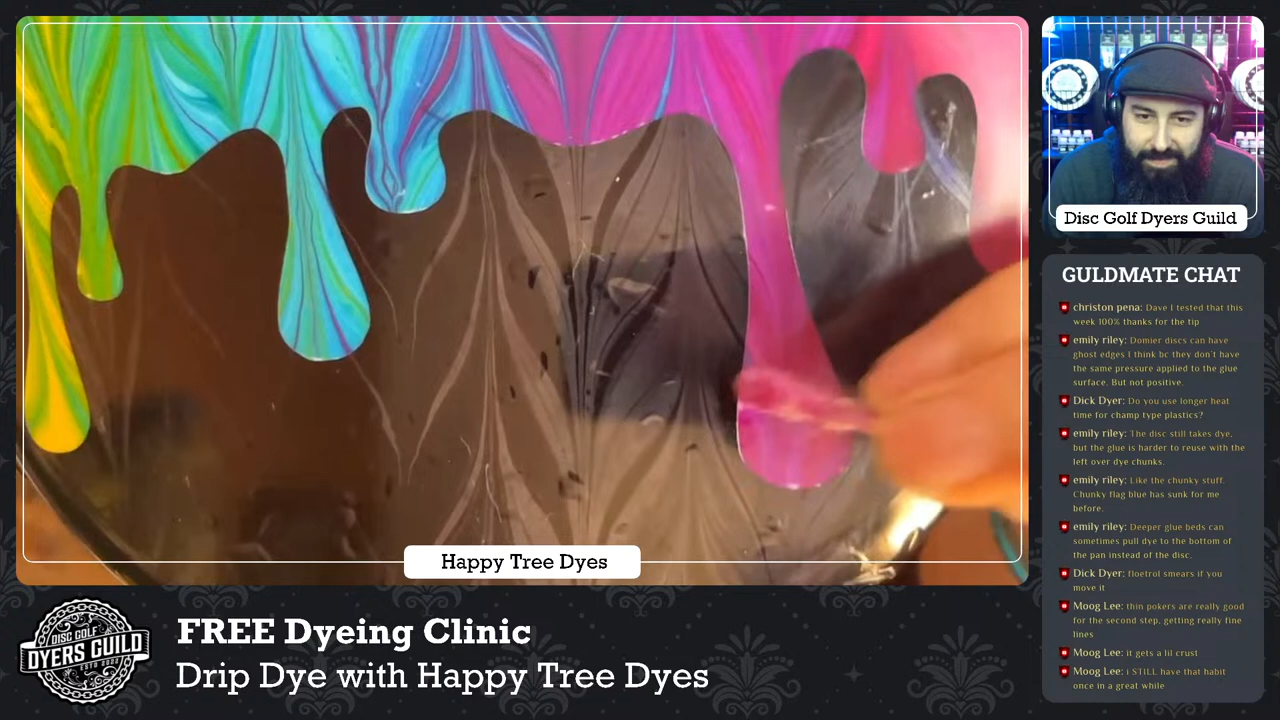 Happy Tree Dyes
Disc Golf Dyers Guild
GULDMATE CHAT
christon pena: Dave I tested that this
week 100% thanks for the tip
emily riley: Domier discs can have
ghost edges I think bc they don't have
the same pressure applied to the glue
surface. But not positive.
Dick Dyer: Do you use longer heat
time for champ type plastics?
emily riley: The disc still takes dye,
but the glue is harder to reuse with the
left over dye chunks.
emily riley: Like the chunky stuff.
Chunky flag blue has sunk for me
before.
emily riley: Deeper glue beds can
sometimes pull dye to the bottom of
the pan instead of the disc.
Dick Dyer: floetrol smears if you
move it
Moog Lee: thin pokers are really good
for the second step, getting really fine
lines
Moog Lee: it gets a lil crust
Moog Lee: i STILL have that habit
once in a great while
DISC GOLF
DYERS GUILD
FREE Dyeing Clinic
Drip Dye with Happy Tree Dyes